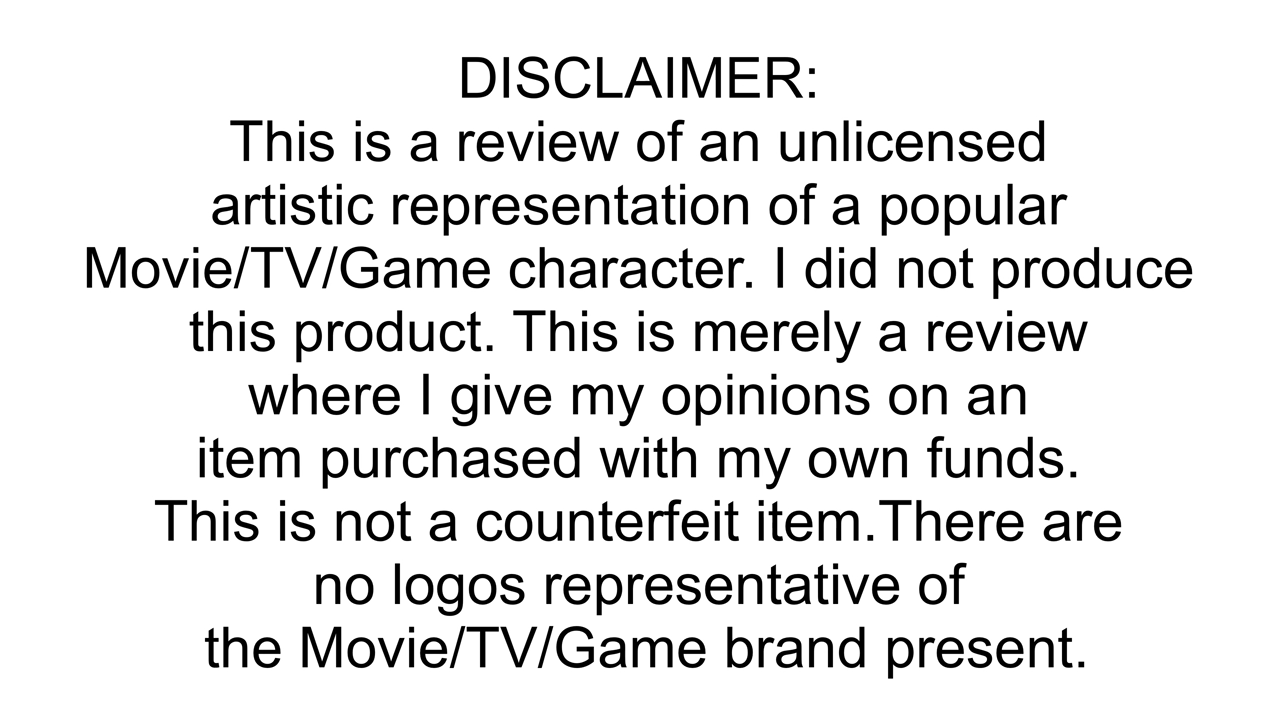 DISCLAIMER:
This is a review of an unlicensed
artistic representation of a popular
Movie/TV/Game character. I did not produce
this product. This is merely a review
where I give my opinions on an
item purchased with my own funds.
This is not a counterfeit item.There are
no logos representative of
the Movie/TV/Game brand present.